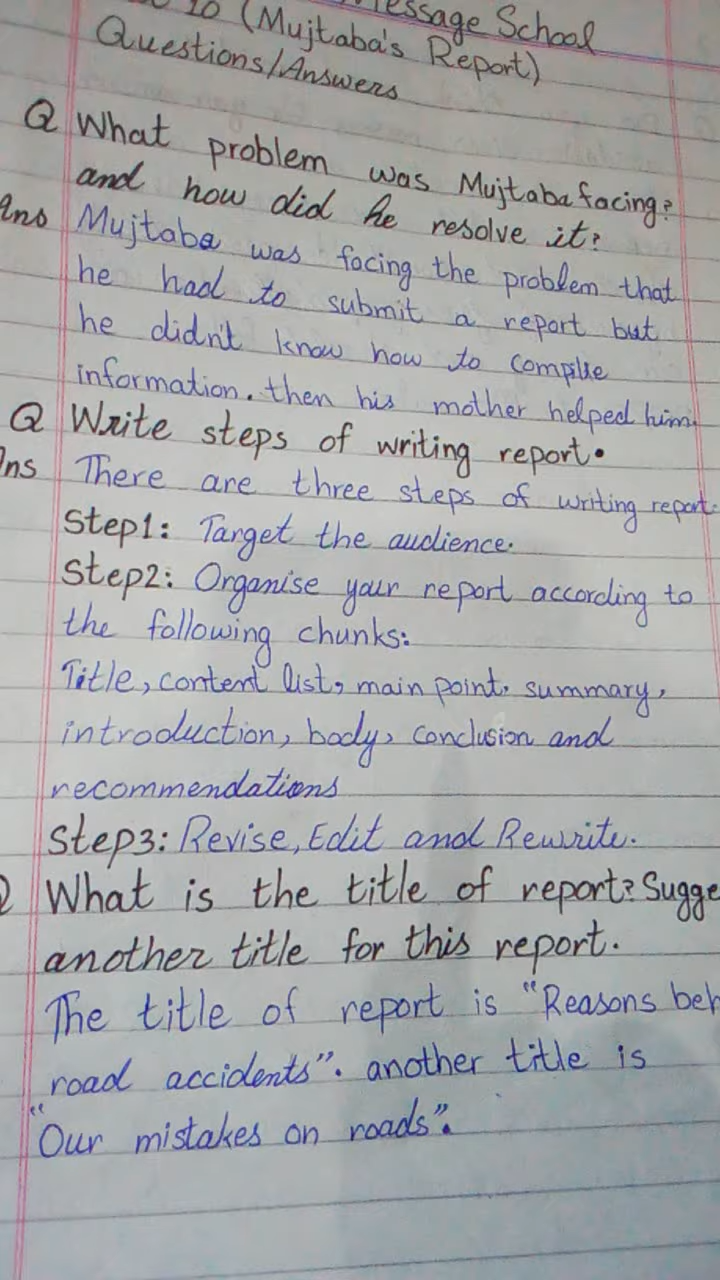 Message School
10 (Mujtaba's Report)
Questions/Answers
Q What problem was Mujtaba facing?
and how did he resolve it?
Ans Mujtaba was facing the problem that
he had to submit a report but
he didn't know how to compile
information. then his mother helped him.
Q Write steps of writing report.
Ans There are three steps of writing report.
Step1: Target the audience.
Step2: Organise your report according to
the following chunks:
Title, content list, main point, summary,
introduction, body, conclusion and
recommendations
Step3: Revise, Edit and Rewrite.
Q What is the title of report? Sugge
another title for this report.
The title of report is "Reasons beh
road accidents". another title is
"Our mistakes on roads".